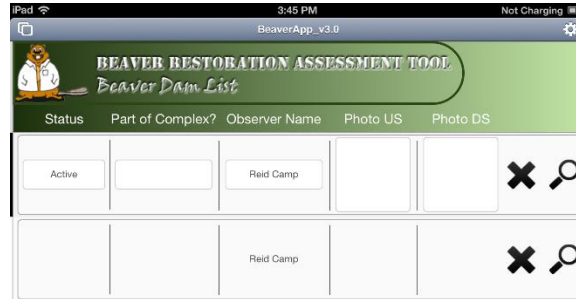 iPad 3:45 PM Not Charging
BeaverApp_v3.0
BEAVER RESTORATION ASSESSMENT TOOL
Beaver Dam List
Status Part of Complex? Observer Name Photo US Photo DS
Active Reid Camp
Reid Camp